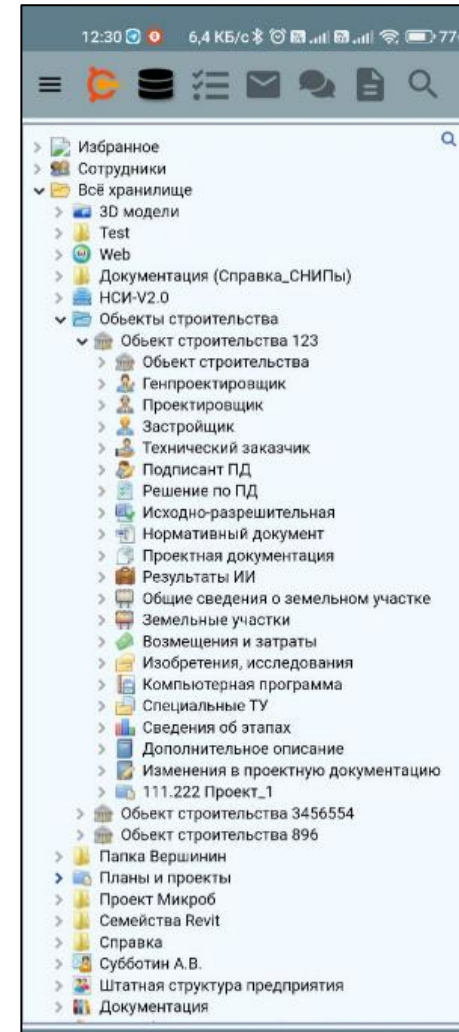 12:30 6,4 КБ/с 77
Избранное
Сотрудники
Всё хранилище
3D модели
Test
Web
Документация (Справка_СНИПы)
НСИ-V2.0
Обьекты строительства
Обьект строительства 123
Обьект строительства
Генпроектировщик
Проектировщик
Застройщик
Технический заказчик
Подписант ПД
Решение по ПД
Исходно-разрешительная
Нормативный документ
Проектная документация
Результаты ИИ
Общие сведения о земельном участке
Земельные участки
Возмещения и затраты
Изобретения, исследования
Компьютерная программа
Специальные ТУ
Сведения об этапах
Дополнительное описание
Изменения в проектную документацию
111.222 Проект_1
Обьект строительства 3456554
Обьект строительства 896
Папка Вершинин
Планы и проекты
Проект Микроб
Семейства Revit
Справка
Субботин А.В.
Штатная структура предприятия
Документация